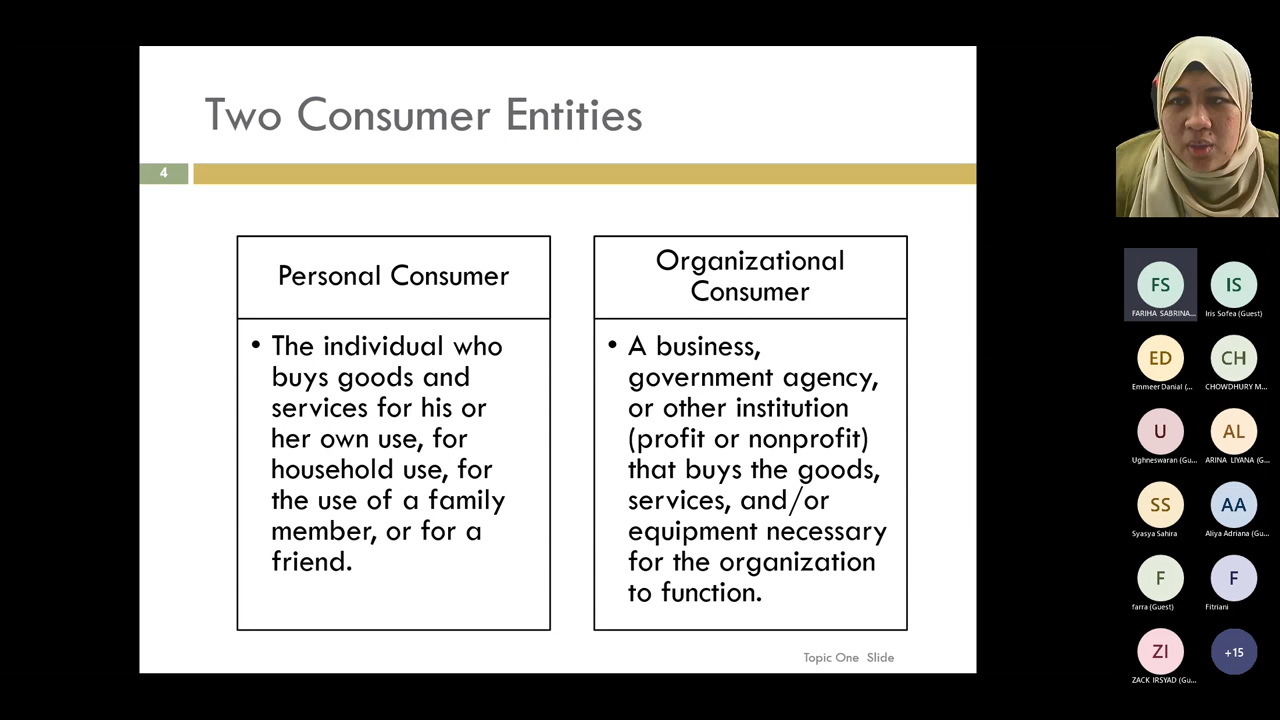 Two Consumer Entities
4
Personal Consumer
• The individual who
buys goods and
services for his or
her own use, for
household use, for
the use of a family
member, or for a
friend.
Organizational
Consumer
• A business,
government agency,
or other institution
(profit or nonprofit)
that buys the goods,
services, and/or
equipment necessary
for the organization
to function.
Topic One Slide
FS
IS
FARIHA SABRINA...
Iris Sofea (Guest)
ED
CH
Emmeer Danial (...
CHOWDHURY M...
U
AL
Ughneswaran (Gu...
ARINA LIYANA (G...
SS
AA
Syasya Sahira
Aliya Adriana (Gu...
F
F
farra (Guest)
Fitriani
ZI
+15
ZACK IRSYAD (Gu...